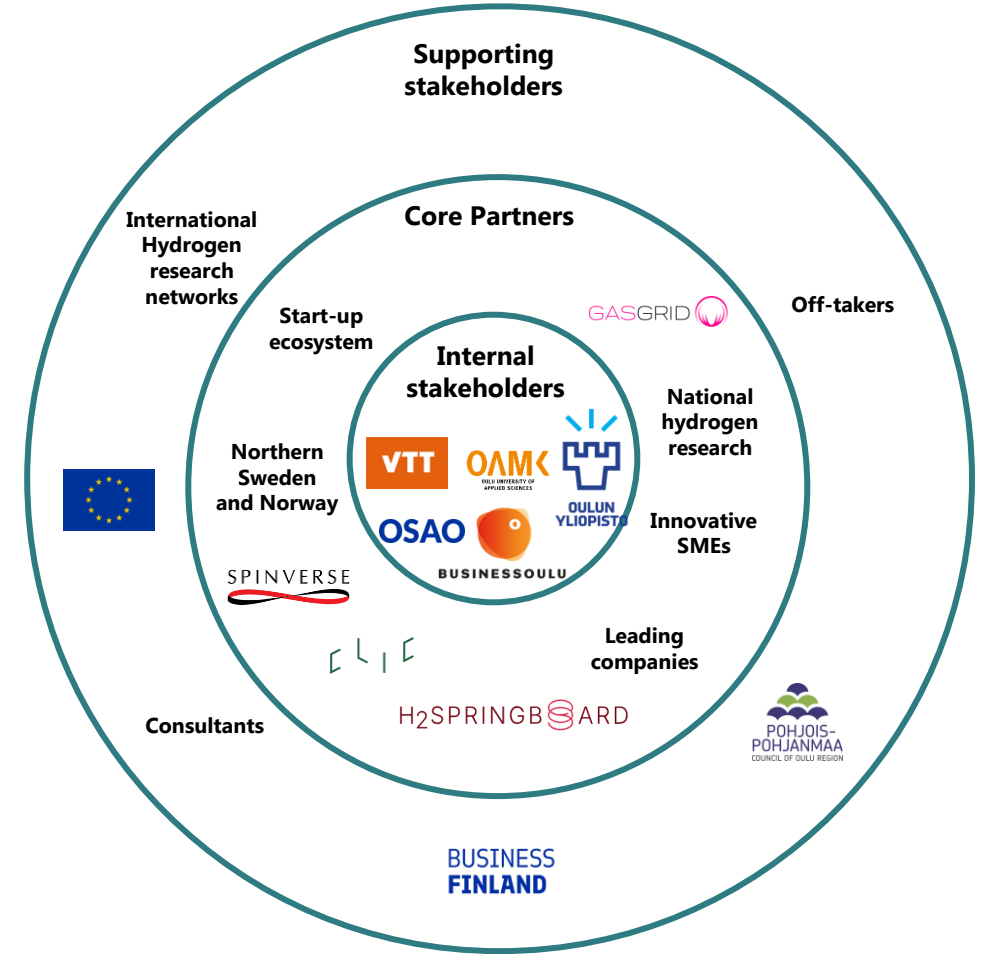 Supporting
stakeholders
Core Partners
International
Hydrogen
research
networks
Off-takers
GASGRID
Start-up
ecosystem
Internal
stakeholders
National
hydrogen
research
VTT
OAMK
OULU UNIVERSITY OF
APPLIED SCIENCES
OULUN
YLIOPISTO
Northern
Sweden
and Norway
OSAO
BUSINESSOULU
Innovative
SMEs
SPINVERSE
CLIC
Leading
companies
H2SPRINGBOARD
Consultants
POHJOIS-
POHJANMAA
COUNCIL OF OULU REGION
BUSINESS
FINLAND